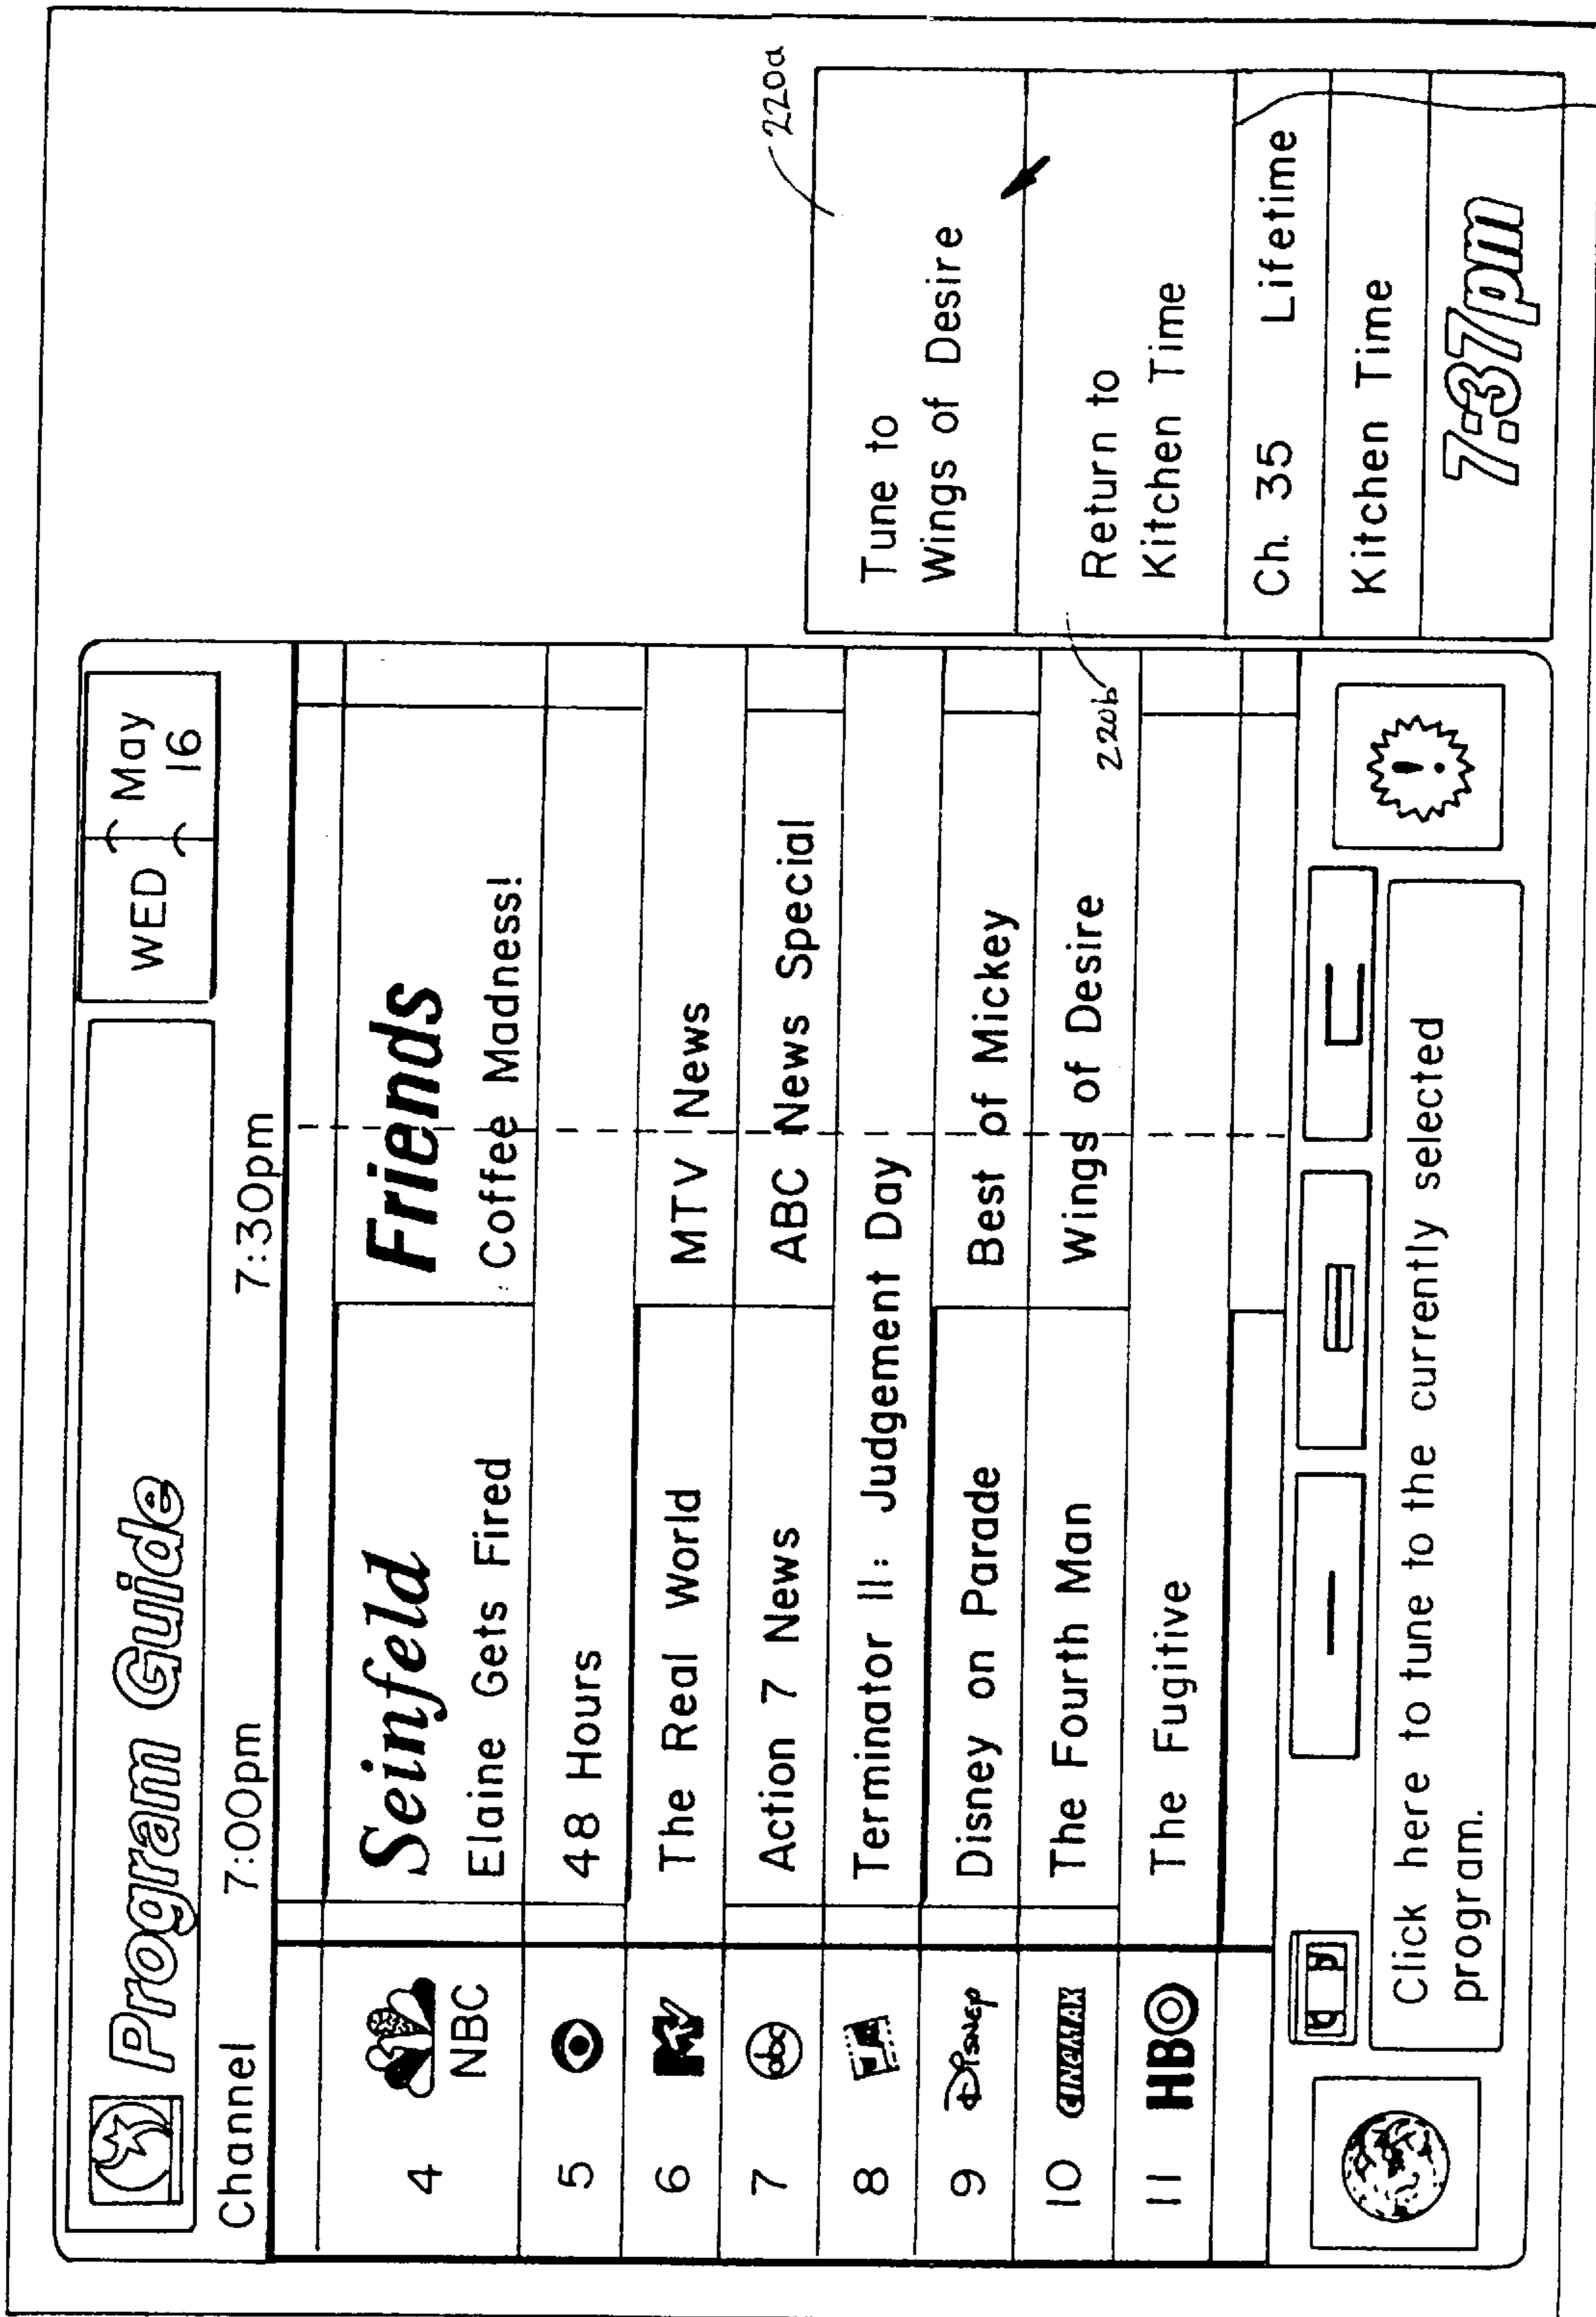 Program Guide
WED May
16
Channel 7:00pm 7:30pm
4 NBC Seinfeld Friends
Elaine Gets Fired Coffee Madness!
5 48 Hours
6 MTV The Real World MTV News
7 abc Action 7 News ABC News Special
8 Terminator II: Judgement Day
9 Disney Disney on Parade Best of Mickey
10 CINEMAX The Fourth Man Wings of Desire
11 HBO The Fugitive
Click here to tune to the currently selected
program.
220a
Tune to
Wings of Desire
220b
Return to
Kitchen Time
Ch. 35 Lifetime
Kitchen Time
7:37pm